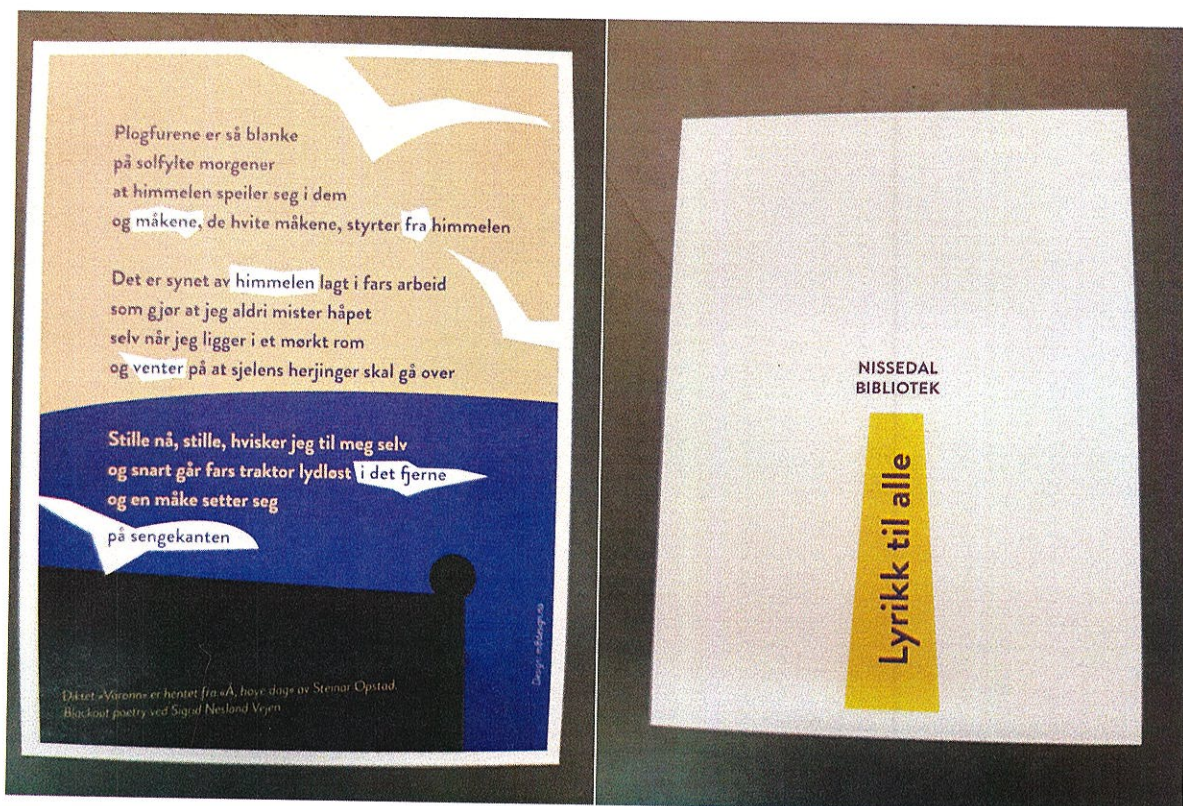 Plogfurene er så blanke
på solfylte morgener
at himmelen speiler seg i dem
og måkene, de hvite måkene, styrter fra himmelen
Det er synet av himmelen lagt i fars arbeid
som gjør at jeg aldri mister håpet
selv når jeg ligger i et mørkt rom
og venter på at sjelens herjinger skal gå over
Stille nå, stille, hvisker jeg til meg selv
og snart går fars traktor lydløst i det fjerne
og en måke setter seg
på sengekanten
Diktet «Våronn» er hentet fra «Å, høye dag» av Steinar Opstad.
Blackout poetry ved Sigrid Nesland Vejen
Design:
NISSEDAL
BIBLIOTEK
Lyrikk til alle